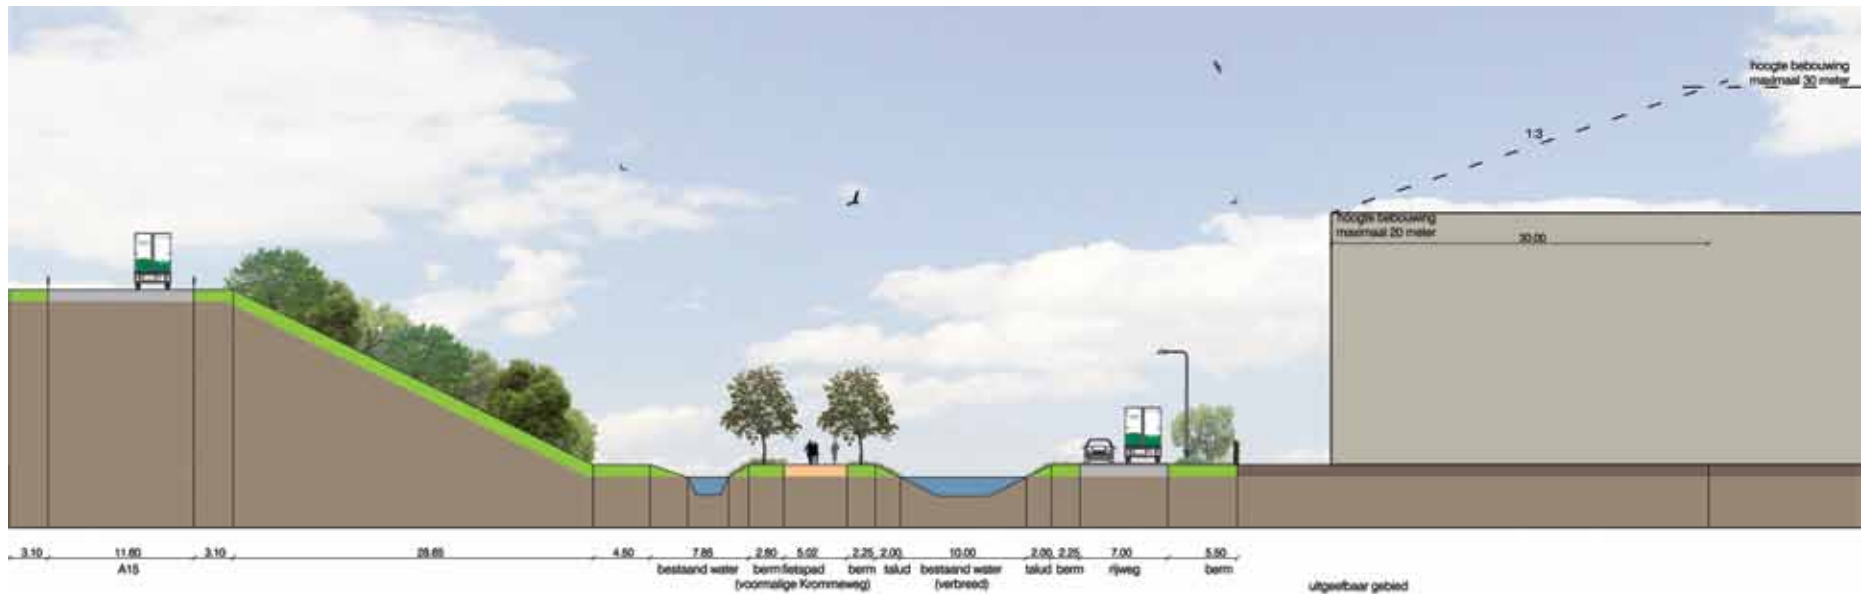 hoogte bebouwing
maximaal 30 meter
1:3
hoogte bebouwing
maximaal 20 meter
30.00
3.10 11.60 3.10 28.65 4.50 7.85 2.80 5.02 2.25 2.00 10.00 2.00 2.25 7.00 5.50
A15 bestaand water berm fietspad berm talud bestaand water talud berm rijweg berm
(voormalige Krommeweg) (verbreed)
uitgeefbaar gebied